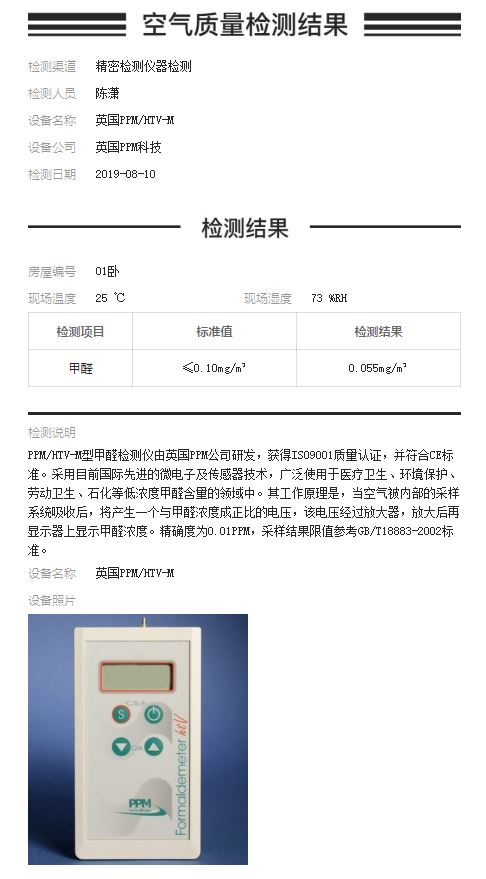 空气质量检测结果
检测渠道 精密检测仪器检测
检测人员 陈潇
设备名称 英国PPM/HTV-M
设备公司 英国PPM科技
检测日期 2019-08-10
检测结果
房屋编号 01卧
现场温度 25 ℃ 现场湿度 73 %RH
检测项目 标准值 检测结果
甲醛 ≤0.10mg/m³ 0.055mg/m³
检测说明
PPM/HTV-M型甲醛检测仪由英国PPM公司研发，获得ISO9001质量认证，并符合CE标
准。采用目前国际先进的微电子及传感器技术，广泛使用于医疗卫生、环境保护、
劳动卫生、石化等低浓度甲醛含量的领域中。其工作原理是，当空气被内部的采样
系统吸收后，将产生一个与甲醛浓度成正比的电压，该电压经过放大器，放大后再
显示器上显示甲醛浓度。精确度为0.01PPM，采样结果限值参考GB/T18883-2002标
准。
设备名称 英国PPM/HTV-M
设备照片
S
PPM
Formaldemeter htV